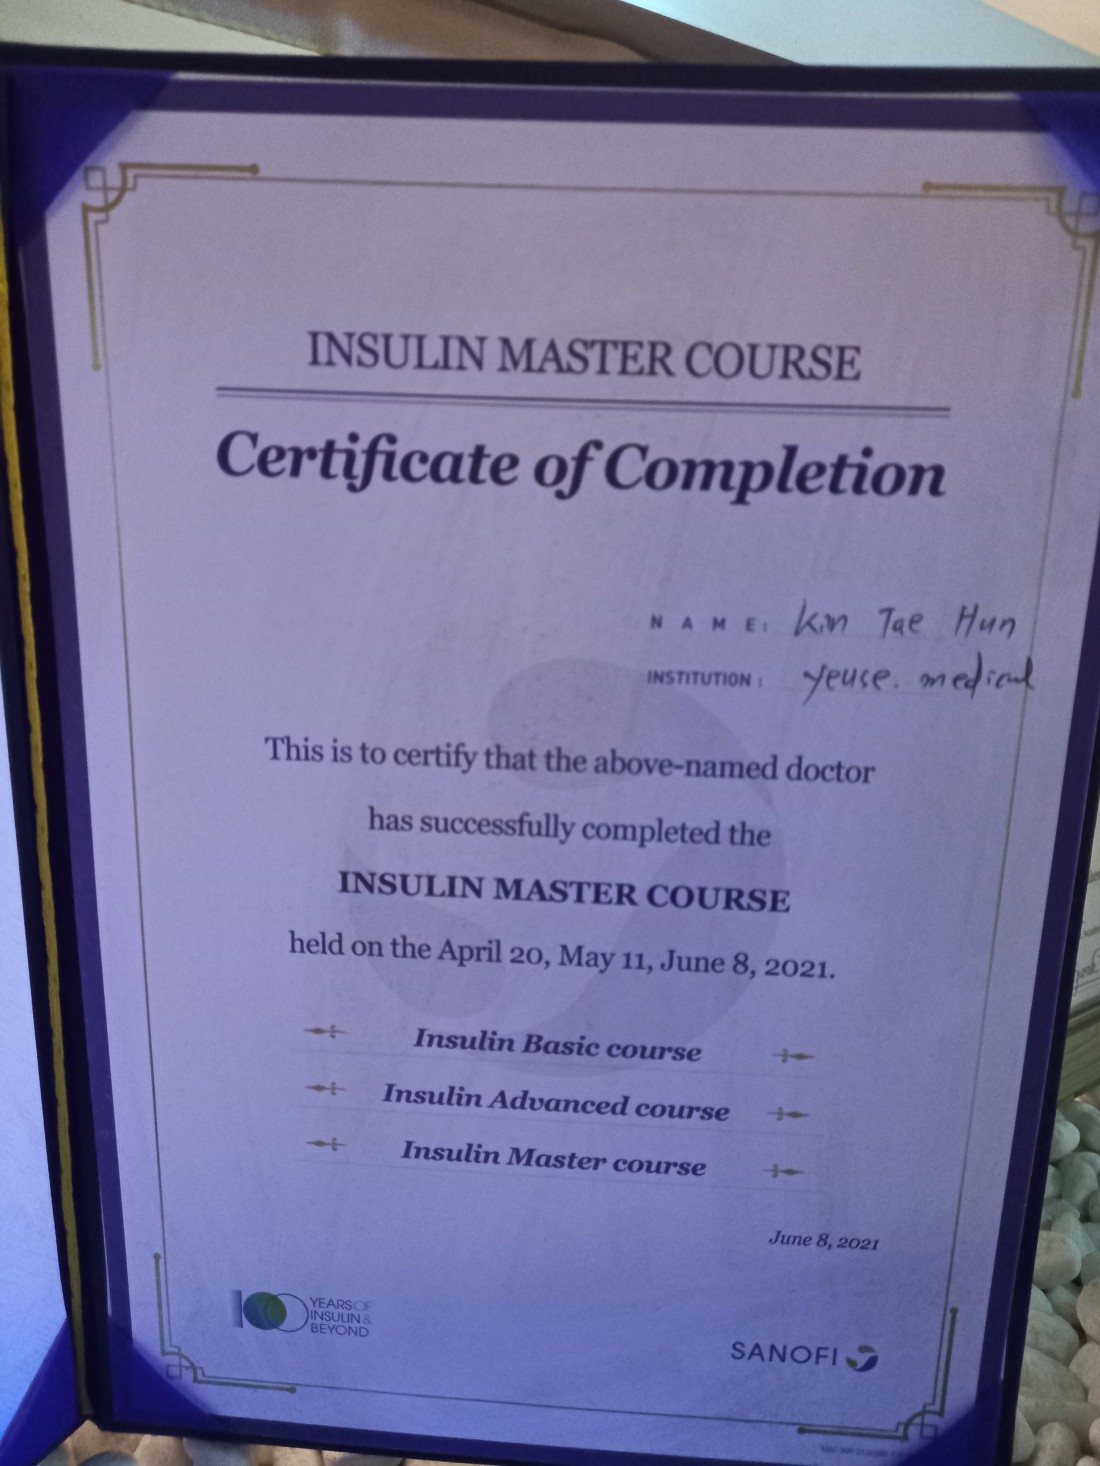 INSULIN MASTER COURSE
Certificate of Completion
NAME: Kim Tae Hun
INSTITUTION: yeuse. medical
This is to certify that the above-named doctor
has successfully completed the
INSULIN MASTER COURSE
held on the April 20, May 11, June 8, 2021.
Insulin Basic course
Insulin Advanced course
Insulin Master course
June 8, 2021
100 YEARS OF
INSULIN &
BEYOND
SANOFI